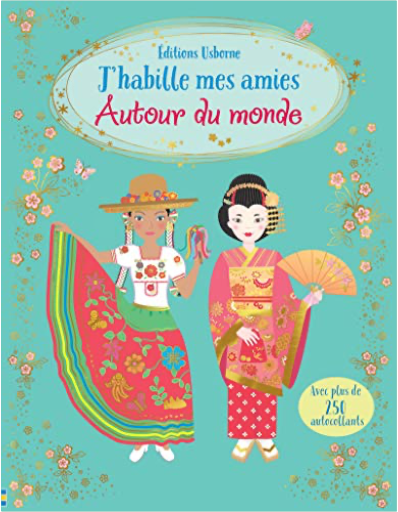 Éditions Usborne
J'habille mes amies
Autour du monde
Avec plus de
250
autocollants